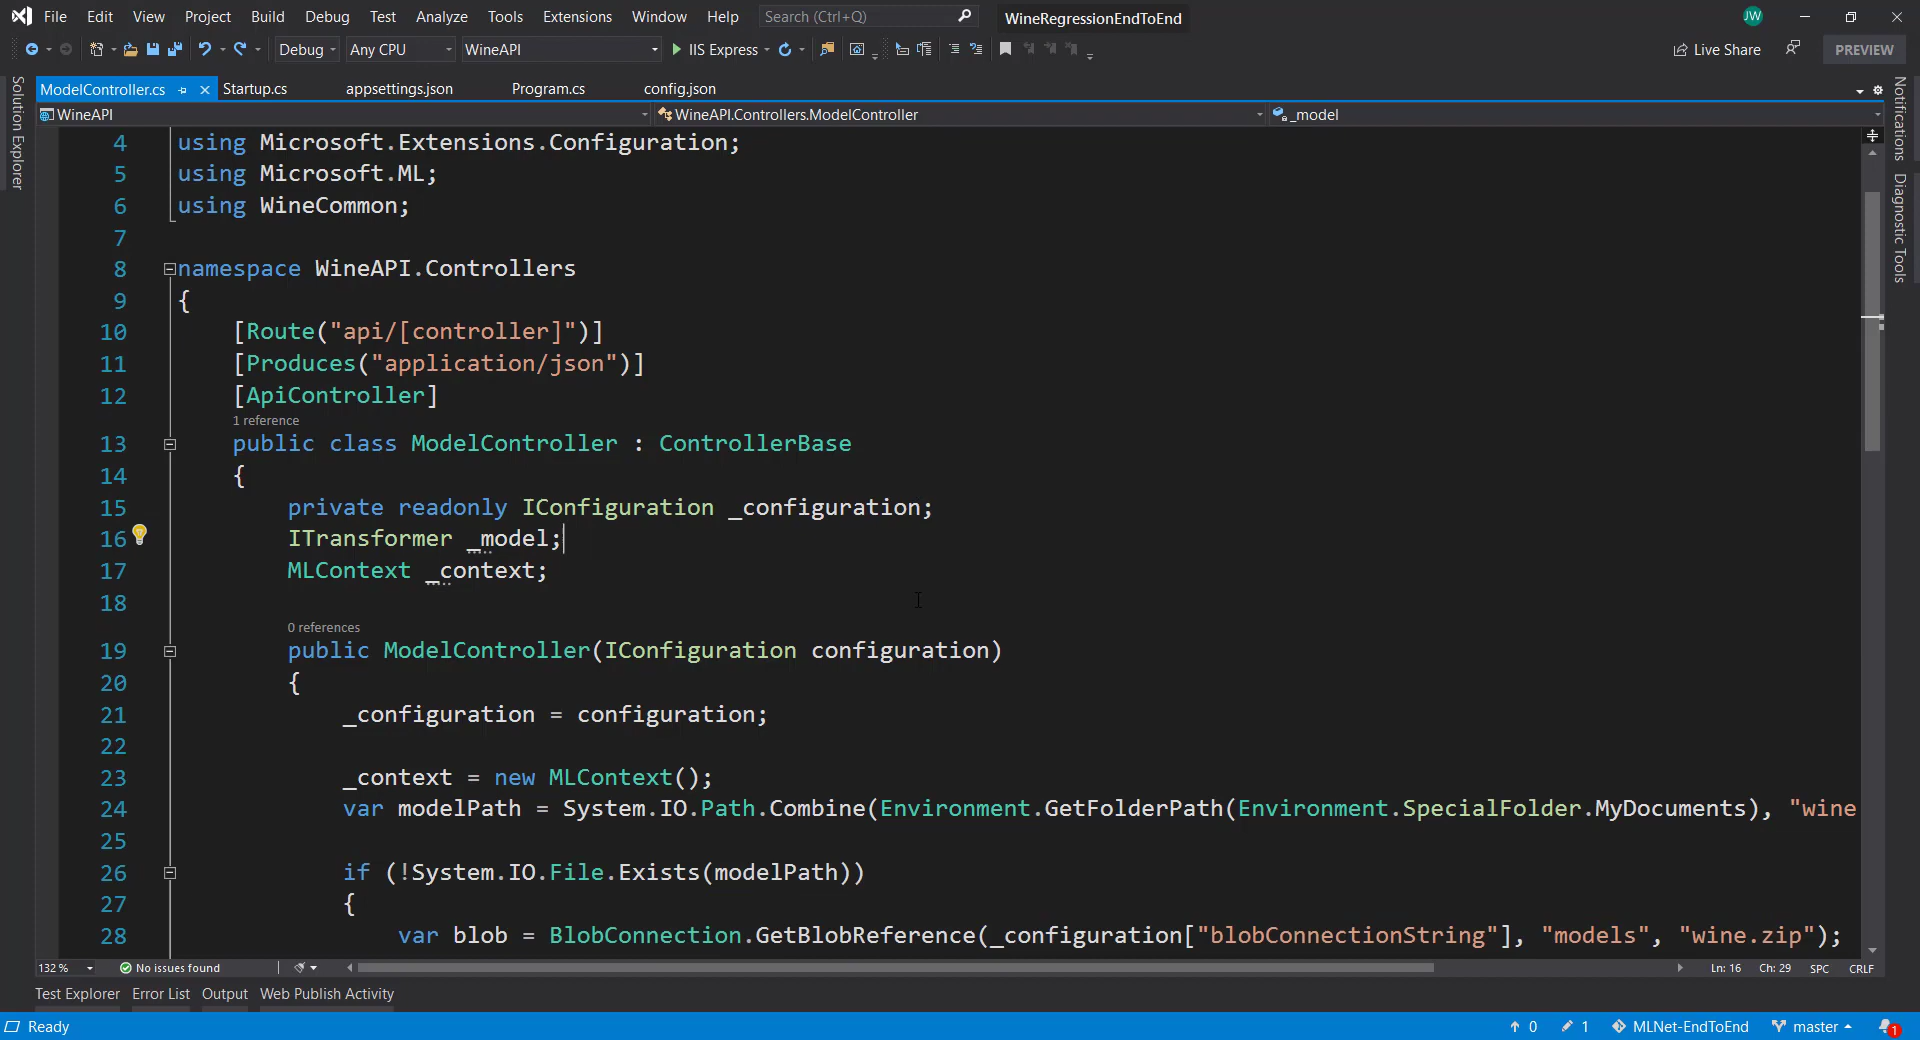 File Edit View Project Build Debug Test Analyze Tools Extensions Window Help Search (Ctrl+Q) WineRegressionEndToEnd JW
Debug Any CPU WineAPI IIS Express Live Share PREVIEW
ModelController.cs Startup.cs appsettings.json Program.cs config.json
WineAPI WineAPI.Controllers.ModelController _model
Solution Explorer
Notifications
Diagnostic Tools
4 using Microsoft.Extensions.Configuration;
5 using Microsoft.ML;
6 using WineCommon;
7
8 namespace WineAPI.Controllers
9 {
10 [Route("api/[controller]")]
11 [Produces("application/json")]
12 [ApiController]
1 reference
13 public class ModelController : ControllerBase
14 {
15 private readonly IConfiguration _configuration;
16 ITransformer _model;
17 MLContext _context;
18
0 references
19 public ModelController(IConfiguration configuration)
20 {
21 _configuration = configuration;
22
23 _context = new MLContext();
24 var modelPath = System.IO.Path.Combine(Environment.GetFolderPath(Environment.SpecialFolder.MyDocuments), "wine
25
26 if (!System.IO.File.Exists(modelPath))
27 {
28 var blob = BlobConnection.GetBlobReference(_configuration["blobConnectionString"], "models", "wine.zip");
132 % No issues found Ln: 16 Ch: 29 SPC CRLF
Test Explorer Error List Output Web Publish Activity
Ready 0 1 MLNet-EndToEnd master 1